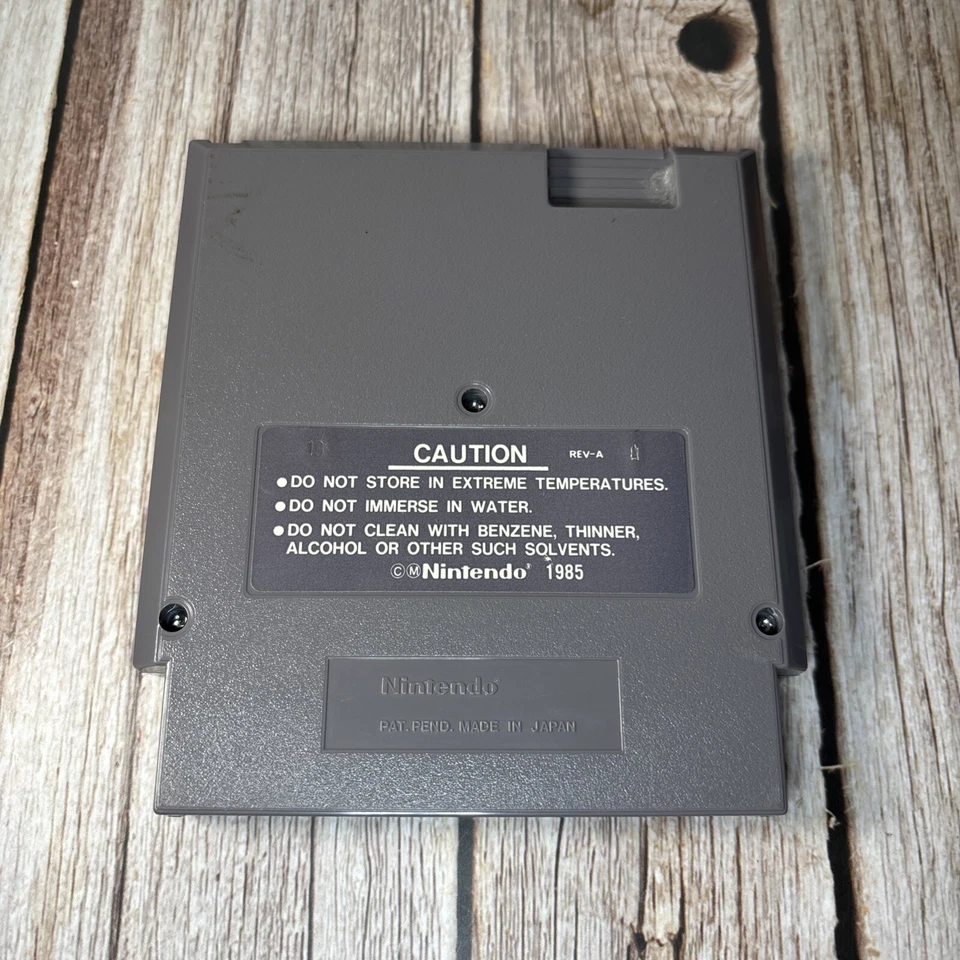 CAUTION REV-A
●DO NOT STORE IN EXTREME TEMPERATURES.
●DO NOT IMMERSE IN WATER.
●DO NOT CLEAN WITH BENZENE, THINNER,
ALCOHOL OR OTHER SUCH SOLVENTS.
ⒸⓂNintendo® 1985
Nintendo®
PAT. PEND. MADE IN JAPAN